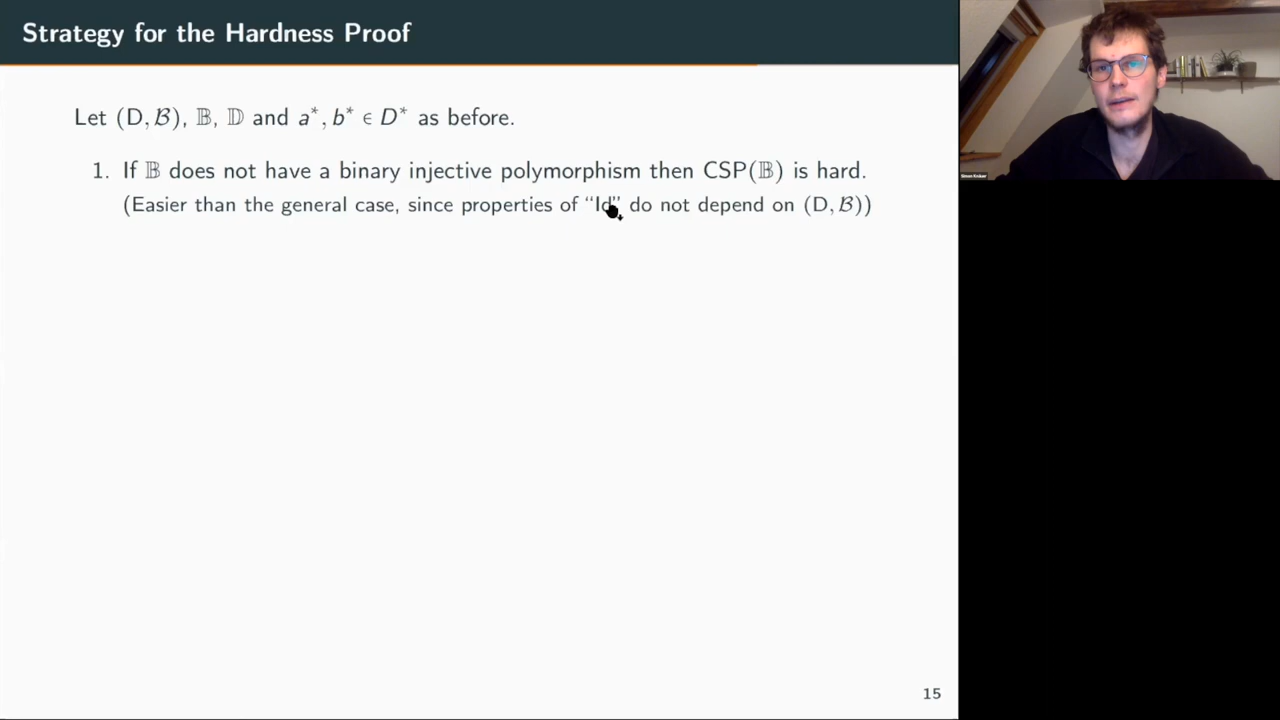 Strategy for the Hardness Proof
Let (D, ℬ), 𝔹, 𝔻 and a*, b* ∈ D* as before.
1. If 𝔹 does not have a binary injective polymorphism then CSP(𝔹) is hard.
(Easier than the general case, since properties of “Id” do not depend on (D, ℬ))
15